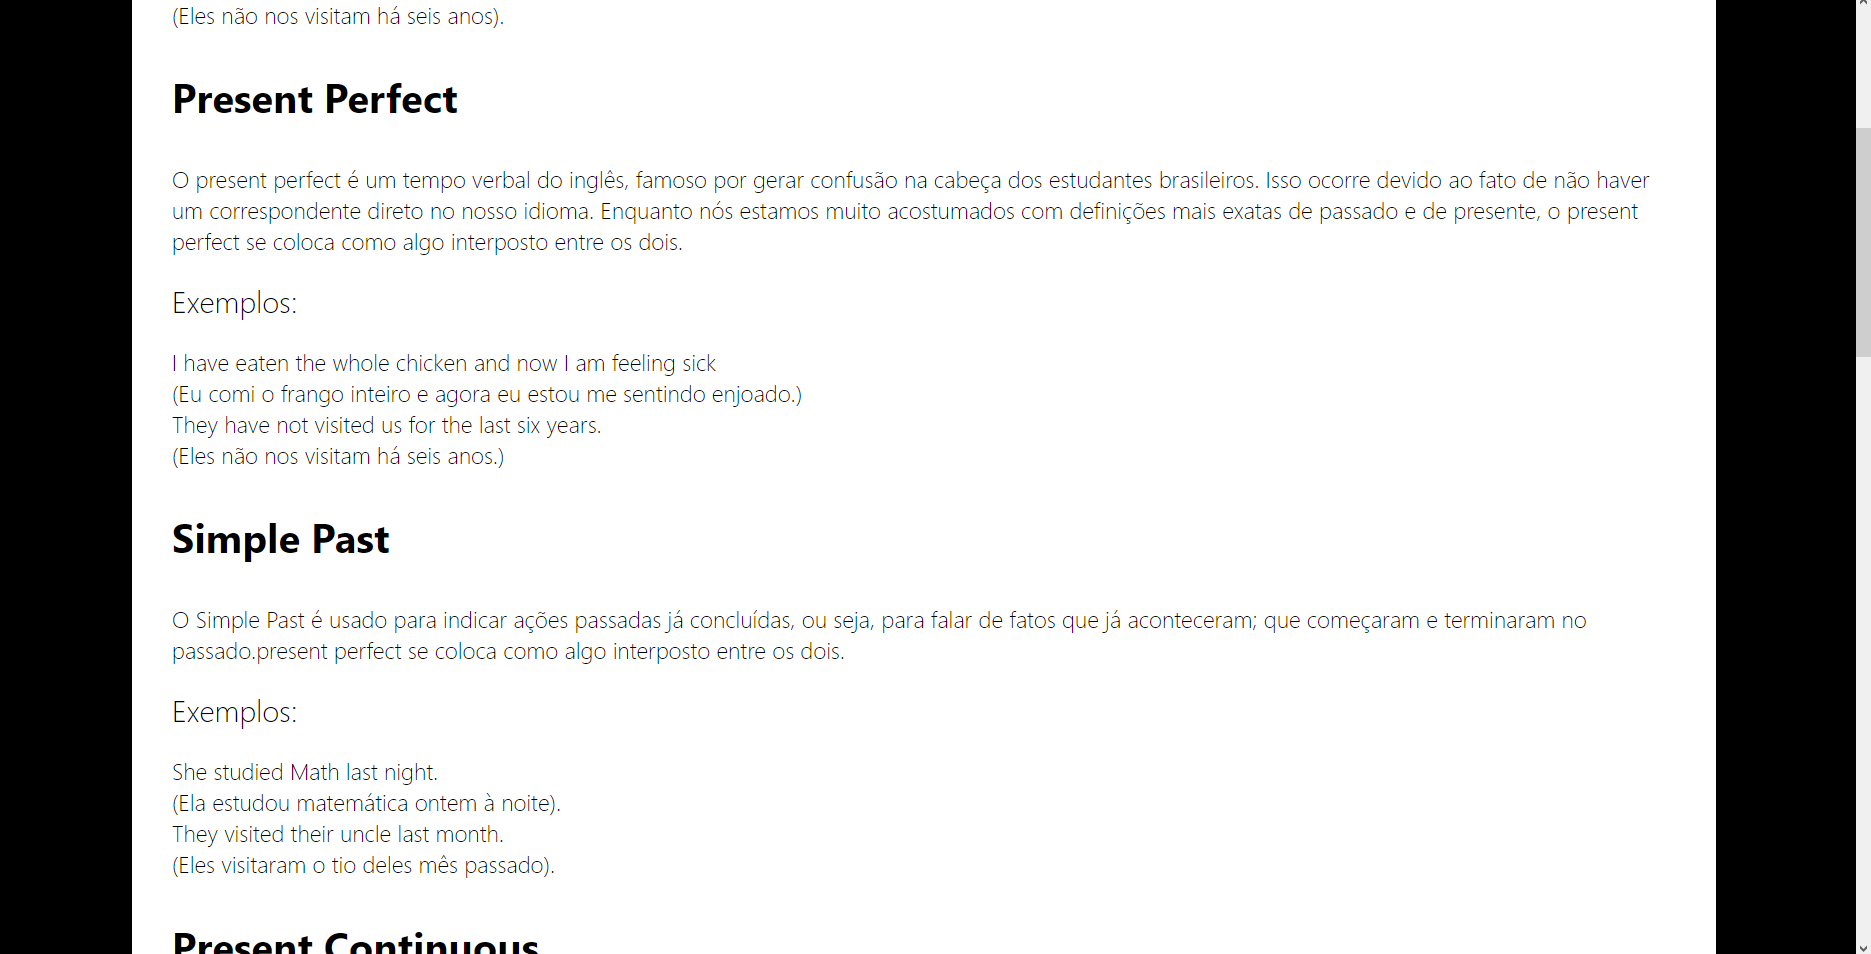 (Eles não nos visitam há seis anos).
Present Perfect
O present perfect é um tempo verbal do inglês, famoso por gerar confusão na cabeça dos estudantes brasileiros. Isso ocorre devido ao fato de não haver
um correspondente direto no nosso idioma. Enquanto nós estamos muito acostumados com definições mais exatas de passado e de presente, o present
perfect se coloca como algo interposto entre os dois.
Exemplos:
I have eaten the whole chicken and now I am feeling sick
(Eu comi o frango inteiro e agora eu estou me sentindo enjoado.)
They have not visited us for the last six years.
(Eles não nos visitam há seis anos.)
Simple Past
O Simple Past é usado para indicar ações passadas já concluídas, ou seja, para falar de fatos que já aconteceram; que começaram e terminaram no
passado.present perfect se coloca como algo interposto entre os dois.
Exemplos:
She studied Math last night.
(Ela estudou matemática ontem à noite).
They visited their uncle last month.
(Eles visitaram o tio deles mês passado).
Present Continuous